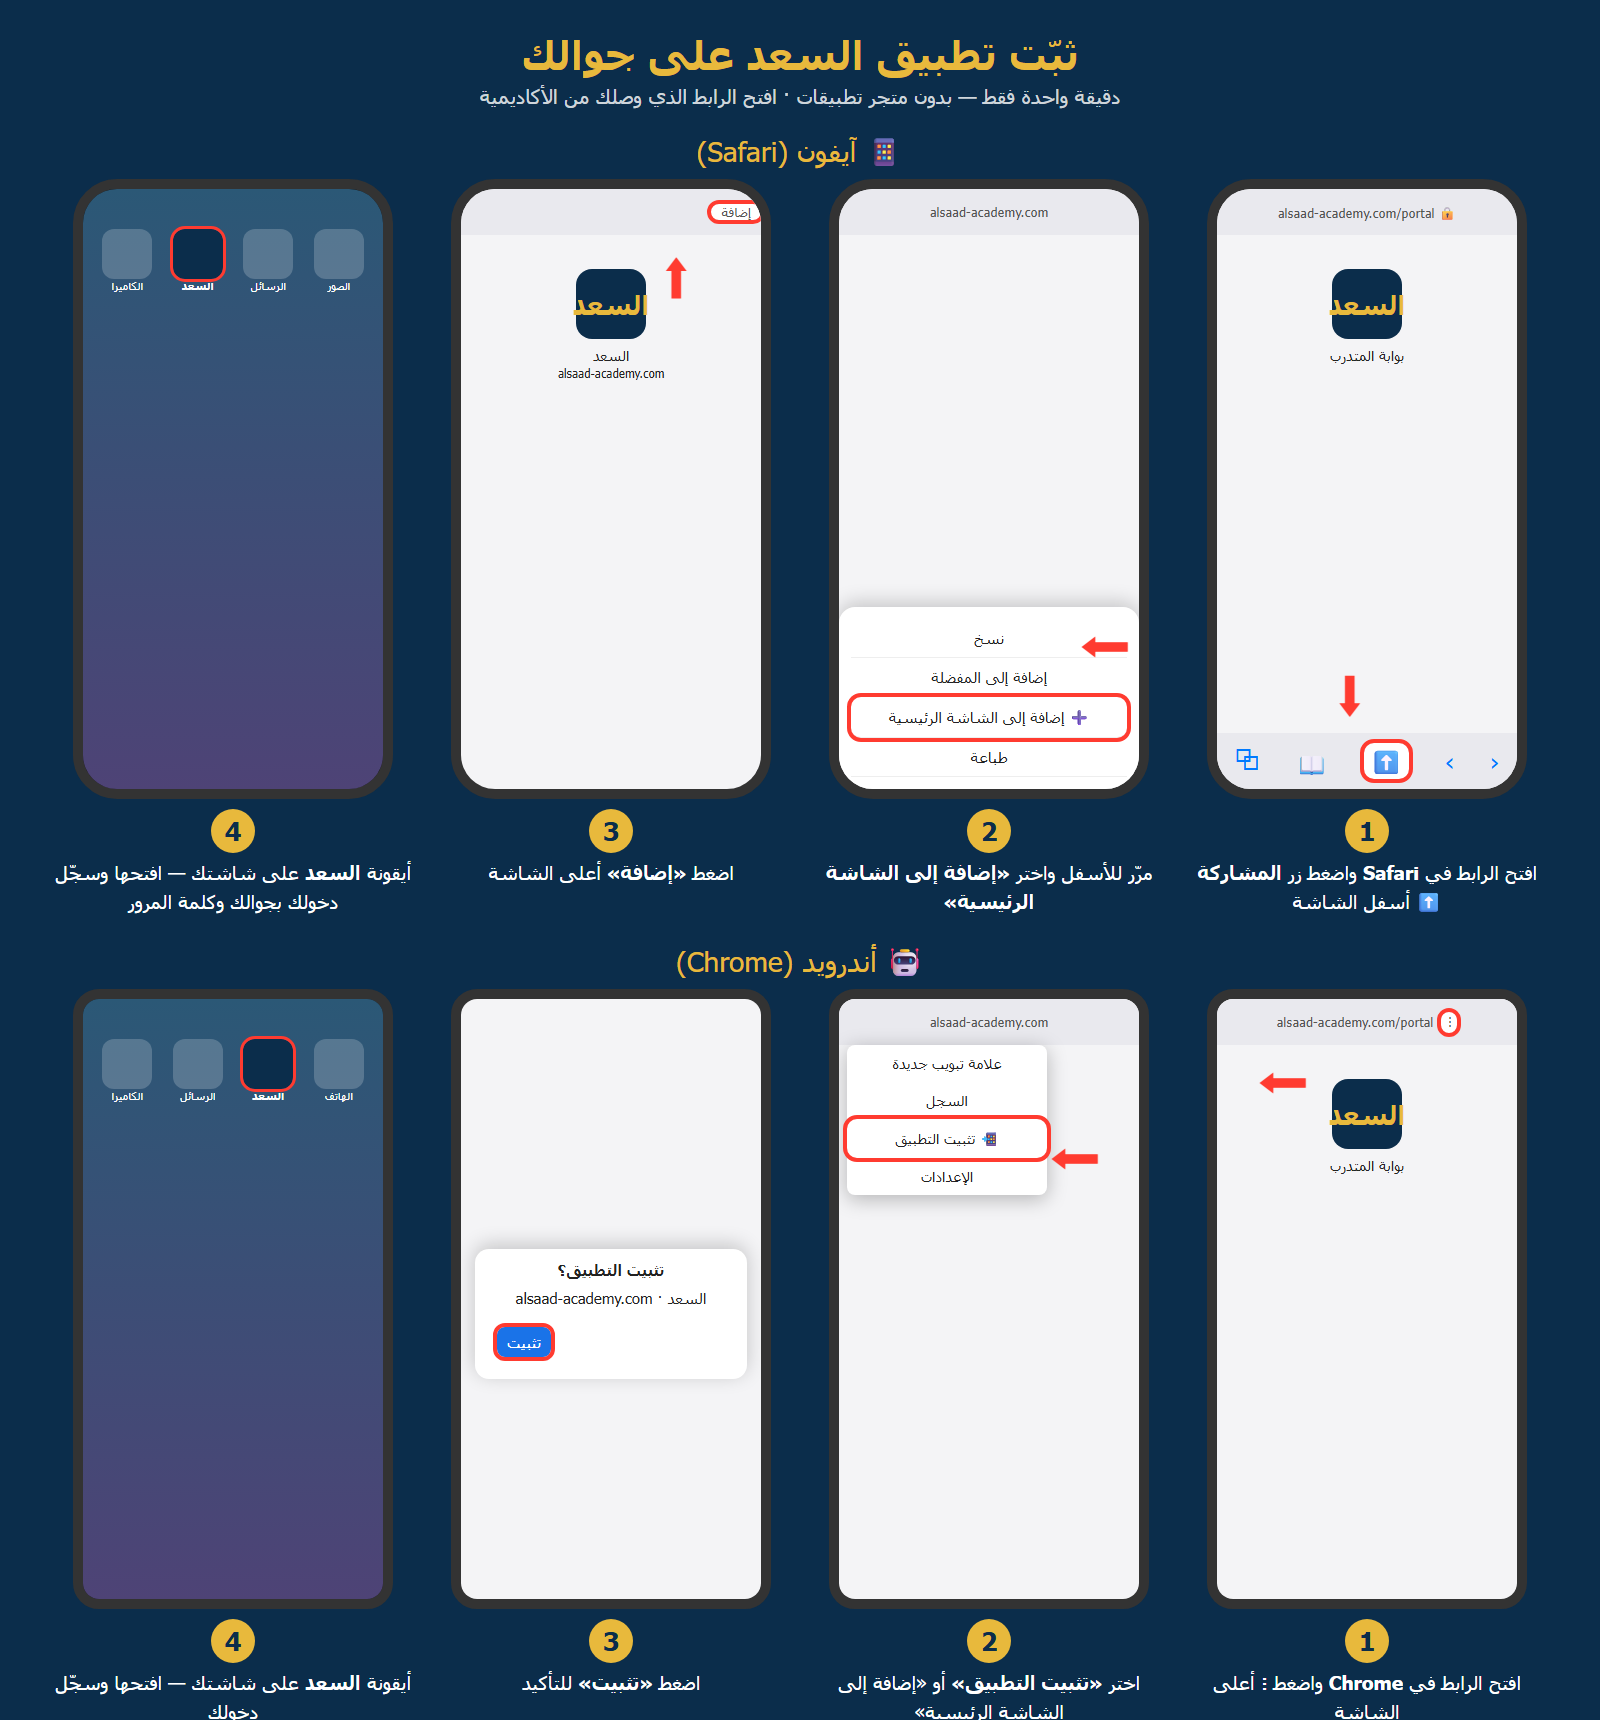 ثبّت تطبيق السعد على جوالك
دقيقة واحدة فقط — بدون متجر تطبيقات · افتح الرابط الذي وصلك من الأكاديمية
آيفون (Safari)
alsaad-academy.com/portal
السعد
بوابة المتدرب
1
افتح الرابط في Safari واضغط زر المشاركة
⬆️ أسفل الشاشة
alsaad-academy.com
نسخ
إضافة إلى المفضلة
إضافة إلى الشاشة الرئيسية
طباعة
2
مرّر للأسفل واختر «إضافة إلى الشاشة
الرئيسية»
إضافة
السعد
السعد
alsaad-academy.com
3
اضغط «إضافة» أعلى الشاشة
الصور
الرسائل
السعد
الكاميرا
4
أيقونة السعد على شاشتك — افتحها وسجّل
دخولك بجوالك وكلمة المرور
أندرويد (Chrome)
⋮ alsaad-academy.com/portal
السعد
بوابة المتدرب
1
افتح الرابط في Chrome واضغط ⋮ أعلى
الشاشة
alsaad-academy.com
علامة تبويب جديدة
السجل
تثبيت التطبيق
الإعدادات
2
اختر «تثبيت التطبيق» أو «إضافة إلى
الشاشة الرئيسية»
تثبيت التطبيق؟
السعد · alsaad-academy.com
تثبيت
3
اضغط «تثبيت» للتأكيد
الهاتف
السعد
الرسائل
الكاميرا
4
أيقونة السعد على شاشتك — افتحها وسجّل
دخولك